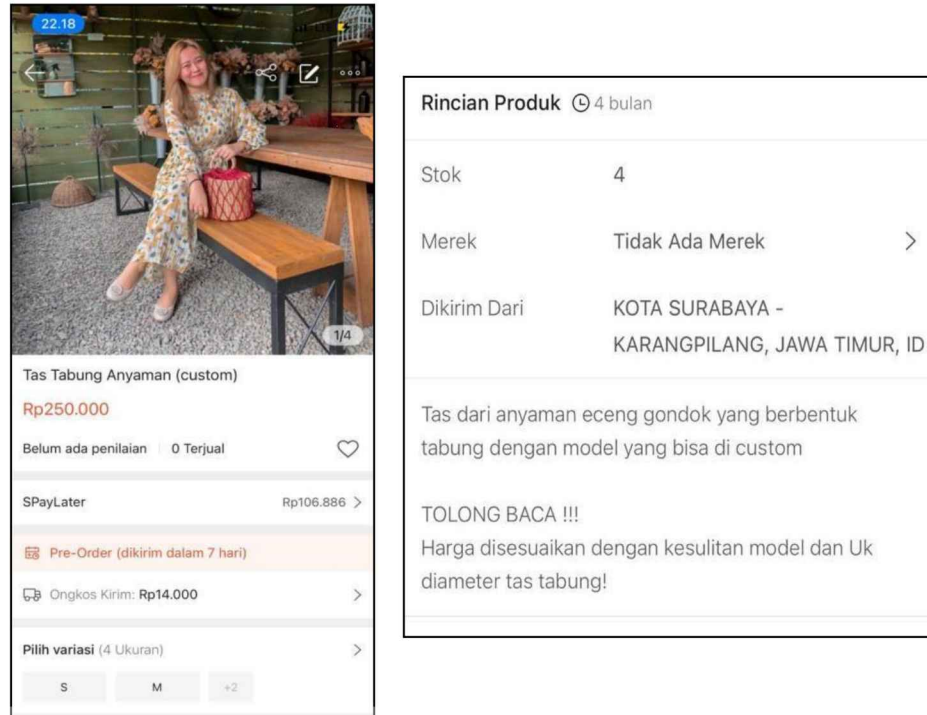 22.18
1/4
Tas Tabung Anyaman (custom)
Rp250.000
Belum ada penilaian 0 Terjual
SPayLater Rp106.886
Pre-Order (dikirim dalam 7 hari)
Ongkos Kirim: Rp14.000
Pilih variasi (4 Ukuran)
S M +2
Rincian Produk 4 bulan
Stok 4
Merek Tidak Ada Merek
Dikirim Dari KOTA SURABAYA -
KARANGPILANG, JAWA TIMUR, ID
Tas dari anyaman eceng gondok yang berbentuk
tabung dengan model yang bisa di custom
TOLONG BACA !!!
Harga disesuaikan dengan kesulitan model dan Uk
diameter tas tabung!